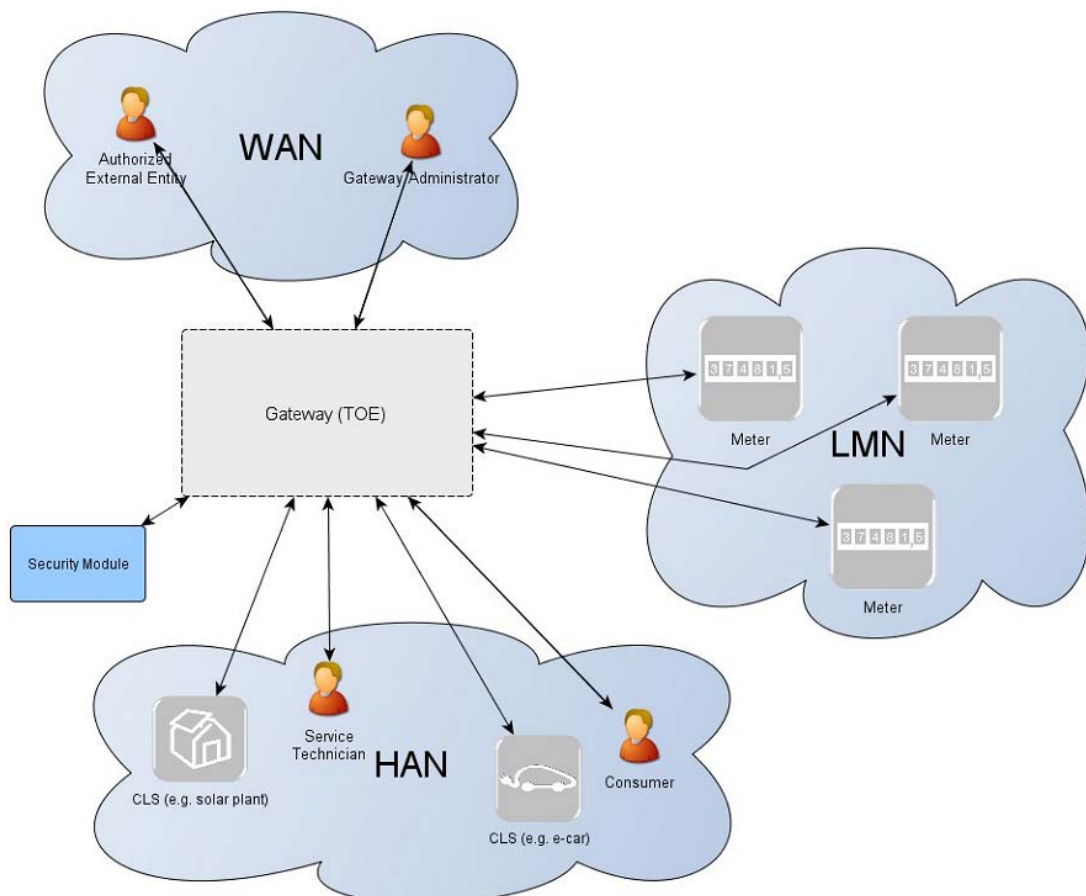 WAN
Authorized
External Entity
Gateway Administrator
37481,5
Meter
37481,5
Meter
LMN
Gateway (TOE)
37481,5
Meter
Security Module
HAN
CLS (e.g. solar plant)
Service
Technician
CLS (e.g. e-car)
Consumer